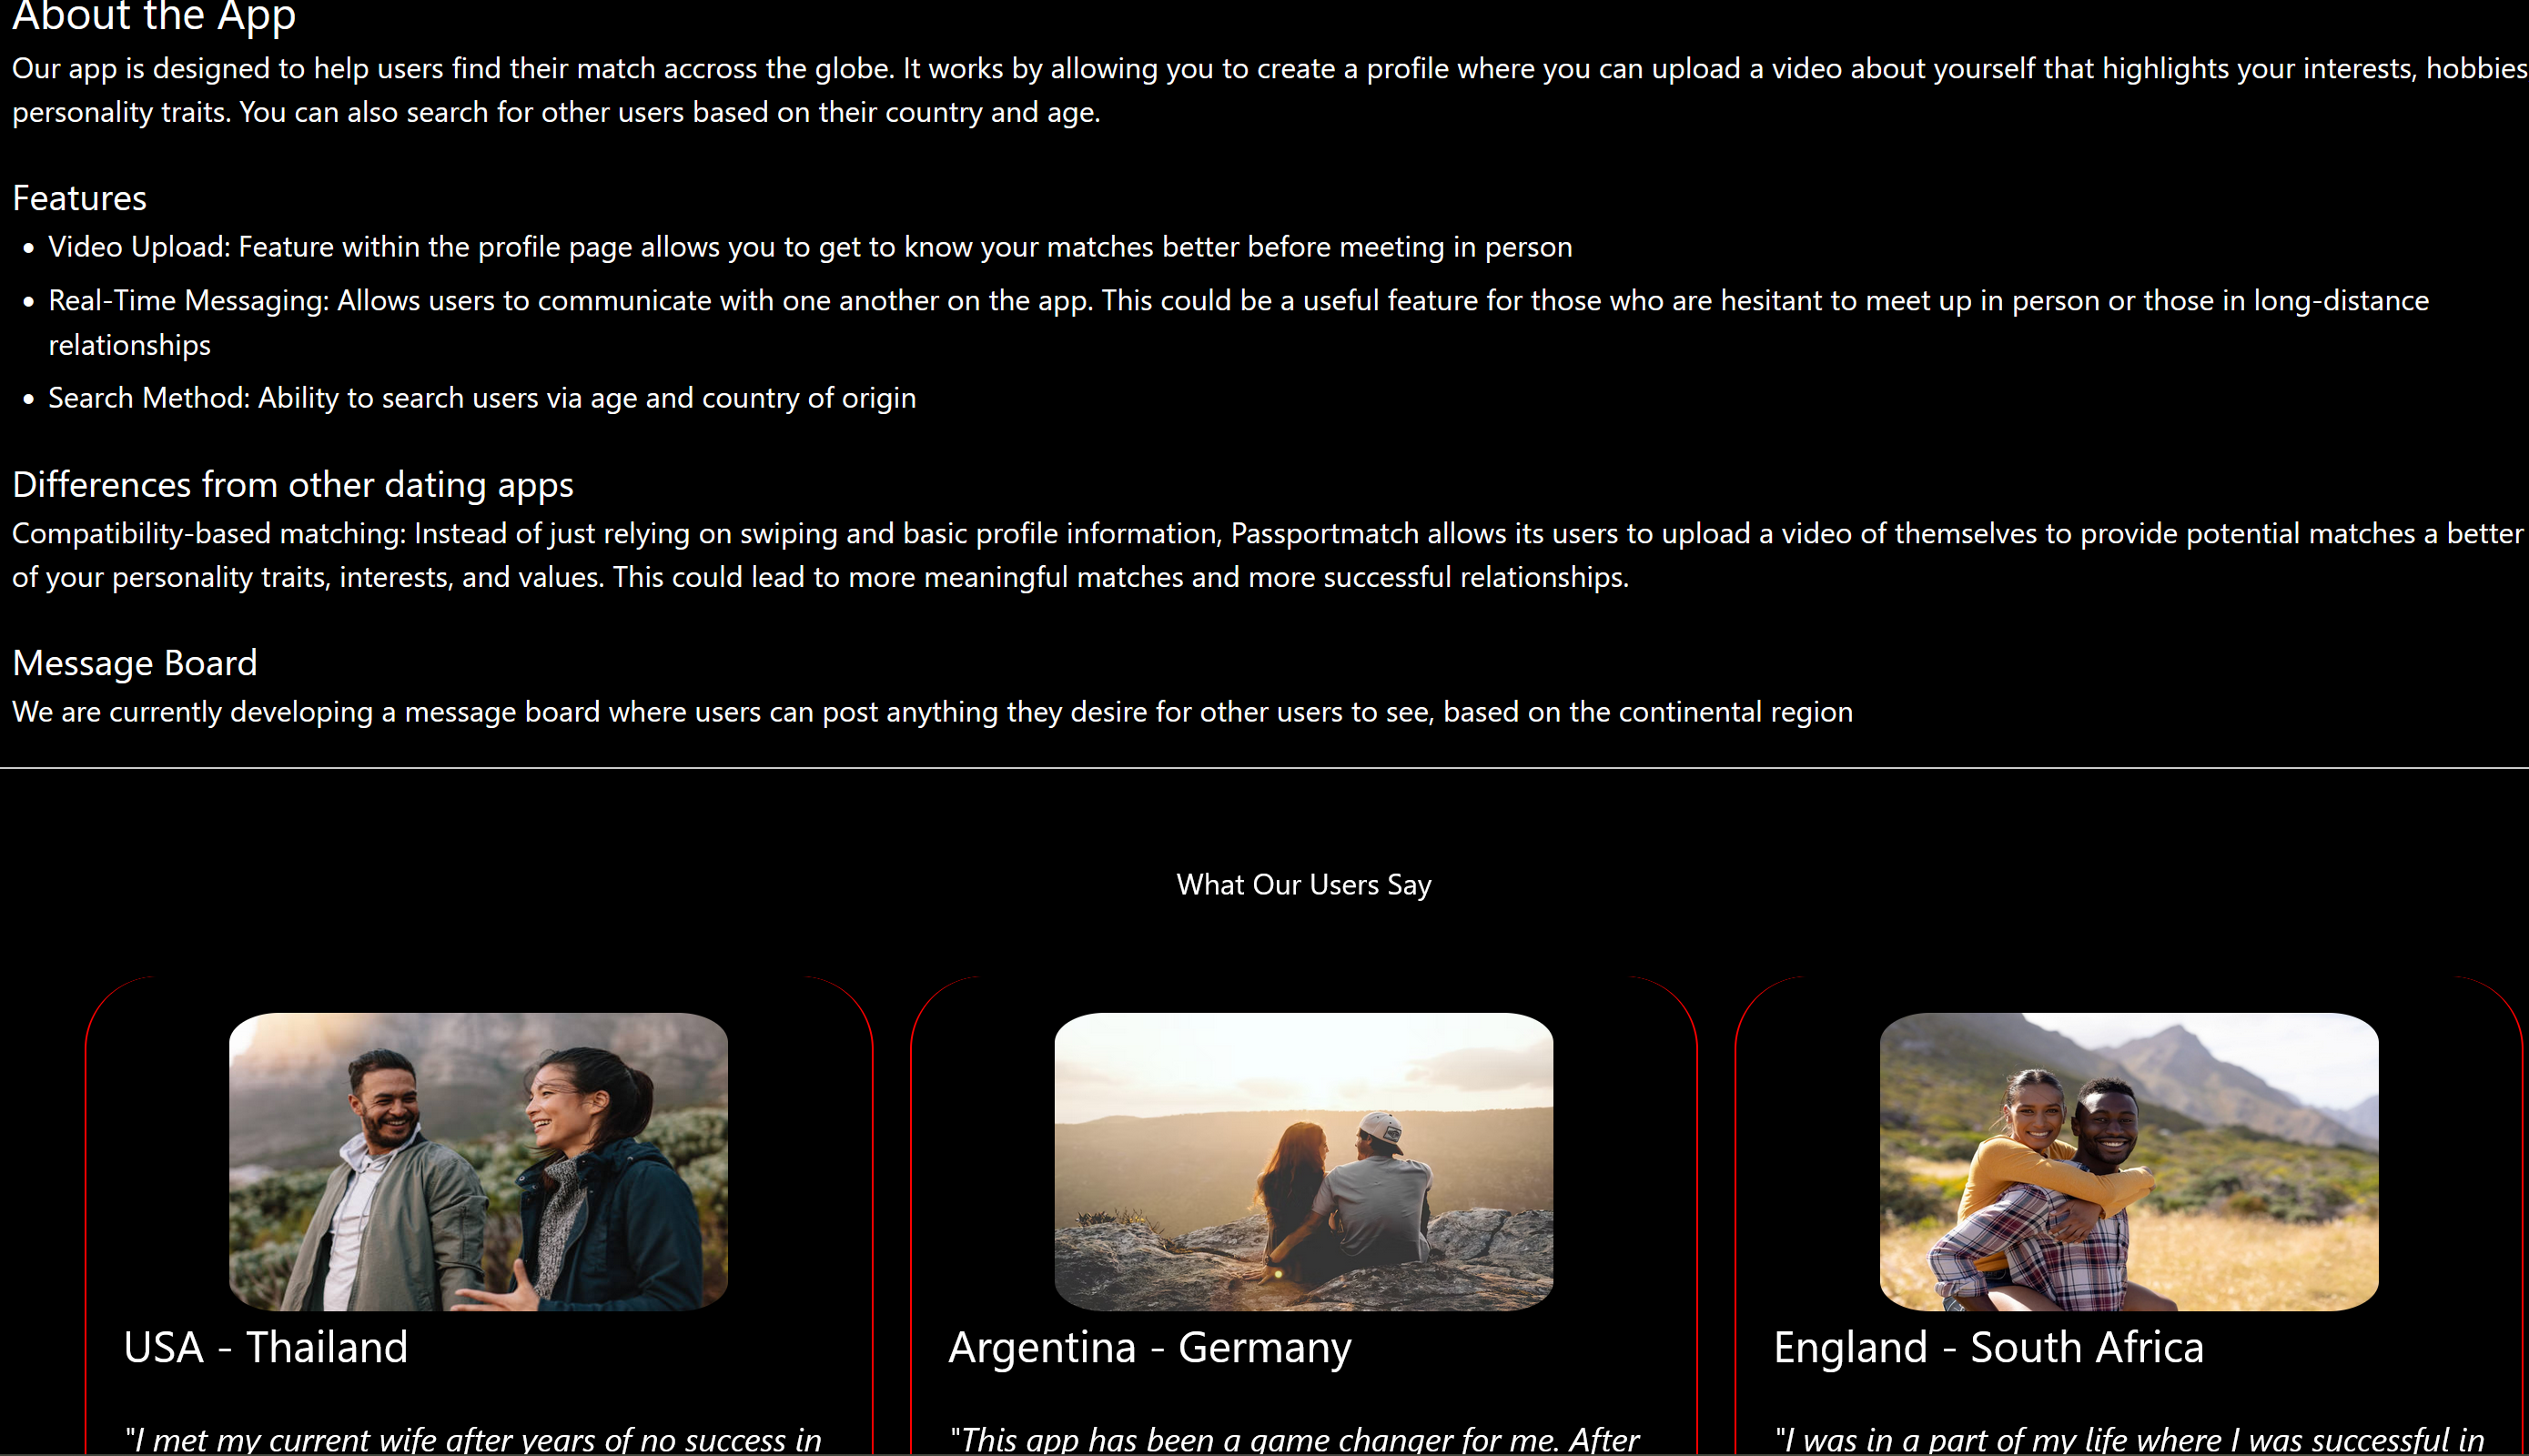 About the App
Our app is designed to help users find their match accross the globe. It works by allowing you to create a profile where you can upload a video about yourself that highlights your interests, hobbies
personality traits. You can also search for other users based on their country and age.
Features
• Video Upload: Feature within the profile page allows you to get to know your matches better before meeting in person
• Real-Time Messaging: Allows users to communicate with one another on the app. This could be a useful feature for those who are hesitant to meet up in person or those in long-distance
relationships
• Search Method: Ability to search users via age and country of origin
Differences from other dating apps
Compatibility-based matching: Instead of just relying on swiping and basic profile information, Passportmatch allows its users to upload a video of themselves to provide potential matches a better
of your personality traits, interests, and values. This could lead to more meaningful matches and more successful relationships.
Message Board
We are currently developing a message board where users can post anything they desire for other users to see, based on the continental region
What Our Users Say
USA - Thailand
"I met my current wife after years of no success in
Argentina - Germany
"This app has been a game changer for me. After
England - South Africa
"I was in a part of my life where I was successful in